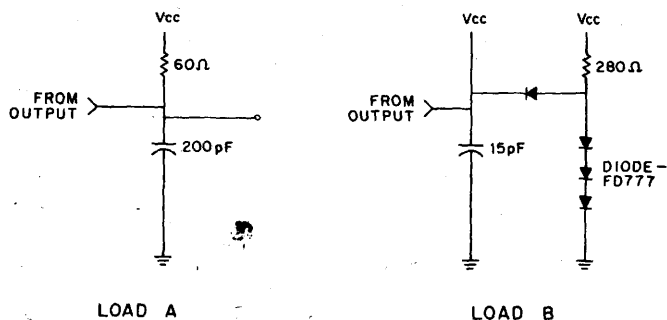 Vcc
60Ω
FROM
OUTPUT
200pF
LOAD A
Vcc
Vcc
280Ω
FROM
OUTPUT
15pF
DIODE-
FD777
LOAD B